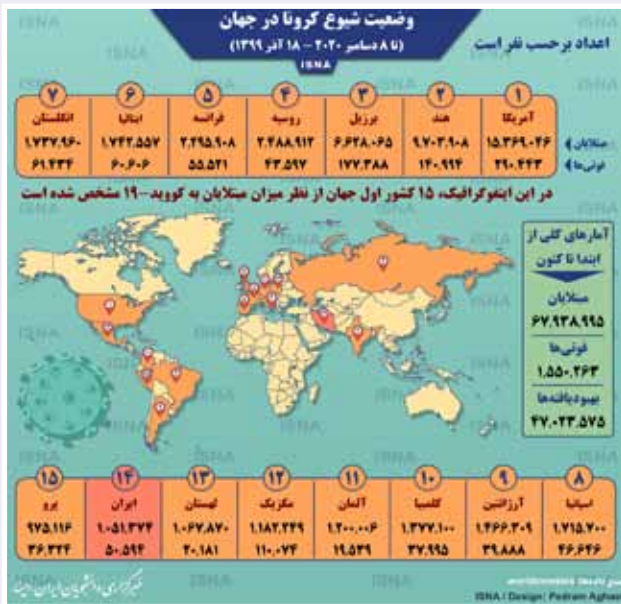 وضعیت شیوع کرونا در جهان
(تا ۸ دسامبر ۲۰۲۰ - ۱۸ آذر ۱۳۹۹)
ISNA
اعداد برحسب نفر است
۱ ۲ ۳ ۴ ۵ ۶ ۷
آمریکا هند برزیل روسیه فرانسه ایتالیا انگلستان
مبتلایان ۱۵.۳۶۹.۰۴۶ ۹.۷۰۳.۹۰۸ ۶.۶۲۸.۰۶۵ ۲.۴۸۸.۹۱۲ ۲.۲۹۵.۹۰۸ ۱.۷۴۲.۵۵۷ ۱.۷۳۷.۹۶۰
فوتی‌ها ۲۹۰.۴۴۳ ۱۴۰.۹۹۴ ۱۷۷.۳۸۸ ۴۳.۵۹۷ ۵۵.۵۲۱ ۶۰.۶۰۶ ۶۱.۴۳۴
در این اینفوگرافیک، ۱۵ کشور اول جهان از نظر میزان مبتلایان به کووید-۱۹ مشخص شده است
آمارهای کلی از
ابتدا تا کنون
مبتلایان
۶۷.۹۳۸.۹۹۵
فوتی‌ها
۱.۵۵۰.۲۶۳
بهبودیافته‌ها
۴۷.۰۲۳.۵۷۵
۸ ۹ ۱۰ ۱۱ ۱۲ ۱۳ ۱۴ ۱۵
اسپانیا آرژانتین کلمبیا آلمان مکزیک لهستان ایران پرو
۱.۷۱۵.۷۰۰ ۱.۴۶۶.۳۰۹ ۱.۳۷۷.۱۰۰ ۱.۲۰۰.۰۰۶ ۱.۱۸۲.۲۴۹ ۱.۰۶۷.۸۷۰ ۱.۰۵۱.۳۷۴ ۹۷۵.۱۱۶
۴۶.۶۴۶ ۳۹.۸۸۸ ۳۷.۹۹۵ ۱۹.۵۳۹ ۱۱۰.۰۷۴ ۲۰.۱۸۱ ۵۰.۵۹۴ ۳۶.۳۲۴
خبرگزاری دانشجویان ایران - ایسنا
ISNA / Design: Pedram